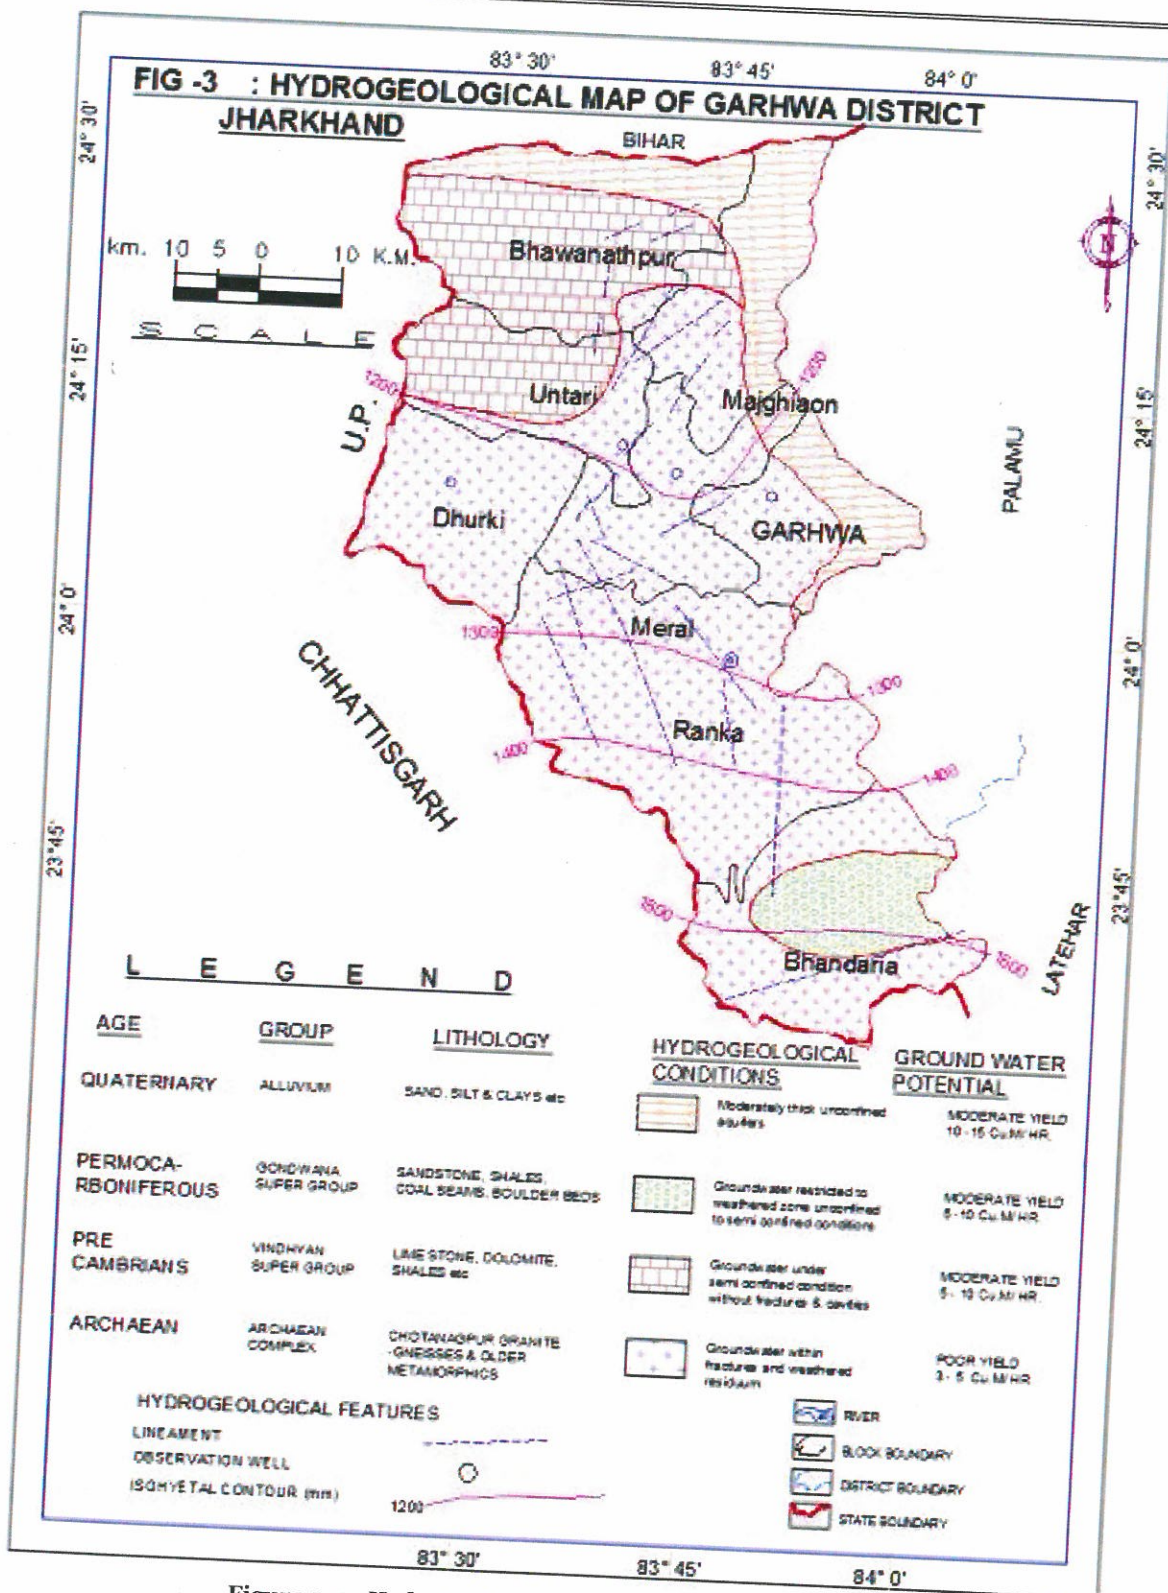 83° 30' 83° 45' 84° 0'
FIG -3 : HYDROGEOLOGICAL MAP OF GARHWA DISTRICT
JHARKHAND
24° 30'
24° 30'
BIHAR
N
km. 10 5 0 10 K.M.
S C A L E
Bhawanathpur
24° 15'
24° 15'
1200
1200
Untari
Majghiaon
U.P.
PALAMU
Dhurki
GARHWA
24° 0'
24° 0'
Meral
1300
1300
CHHATTISGARH
Ranka
1400
1400
23° 45'
23° 45'
1500
1500
Bhandaria
LATEHAR
L E G E N D
AGE GROUP LITHOLOGY HYDROGEOLOGICAL CONDITIONS GROUND WATER POTENTIAL
QUATERNARY ALLUVIUM SAND, SILT & CLAYS etc Moderately thick unconfined aquifers MODERATE YIELD 10 - 15 Cu.M/ HR.
PERMOCA-
RBONIFEROUS
GONDWANA
SUPER GROUP
SANDSTONE, SHALES,
COAL SEAMS, BOULDER BEDS
Groundwater restricted to
weathered zone unconfined
to semi confined conditions
MODERATE YIELD
5 - 10 Cu.M/ HR.
PRE
CAMBRIANS
VINDHYAN
SUPER GROUP
LIME STONE, DOLOMITE,
SHALES etc
Groundwater under
semi confined condition
without fractures & cavities
MODERATE YIELD
5 - 10 Cu.M/ HR.
ARCHAEAN
ARCHAEAN
COMPLEX
CHOTANAGPUR GRANITE
-GNEISSES & OLDER
METAMORPHICS
Groundwater within
fractures and weathered
residuum
POOR YIELD
3 - 5 Cu.M/ HR.
HYDROGEOLOGICAL FEATURES
LINEAMENT
OBSERVATION WELL
ISOHYETAL CONTOUR (mm) 1200
RIVER
BLOCK BOUNDARY
DISTRICT BOUNDARY
STATE BOUNDARY
83° 30' 83° 45' 84° 0'